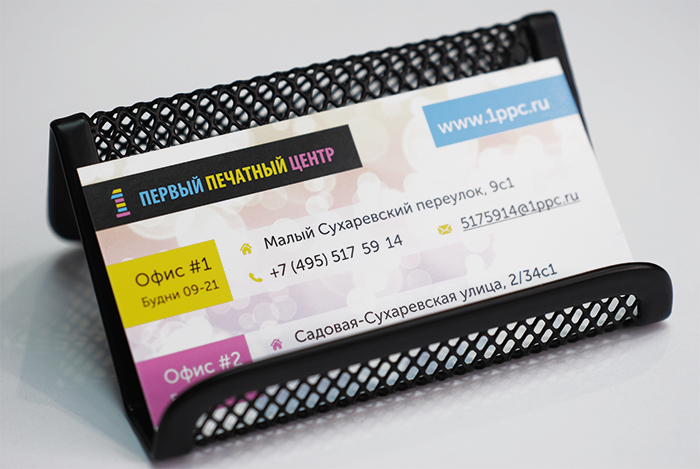 www.1ppc.ru
1 ПЕРВЫЙ ПЕЧАТНЫЙ ЦЕНТР
Офис #1
Будни 09-21
Малый Сухаревский переулок, 9с1
+7 (495) 517 59 14
5175914@1ppc.ru
Офис #2
Садовая-Сухаревская улица, 2/34с1